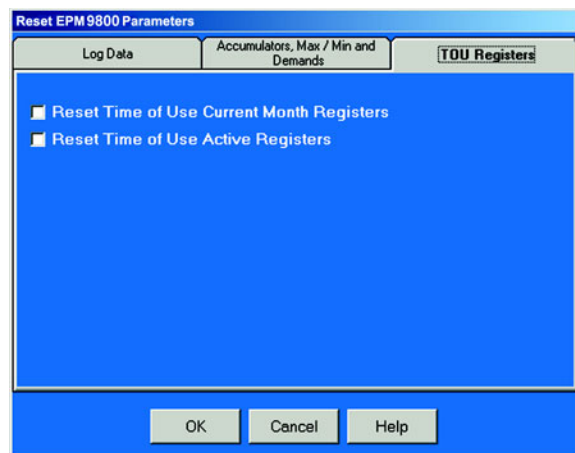 Reset EPM 9800 Parameters
Log Data
Accumulators, Max / Min and
Demands
TOU Registers
Reset Time of Use Current Month Registers
Reset Time of Use Active Registers
OK
Cancel
Help